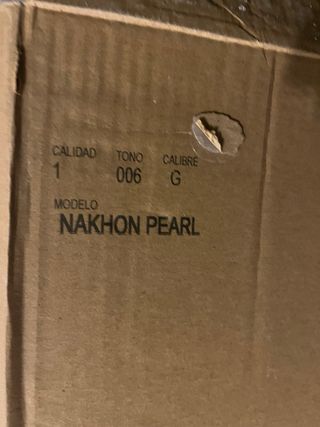 CALIDAD TONO CALIBRE
1 006 G
MODELO
NAKHON PEARL